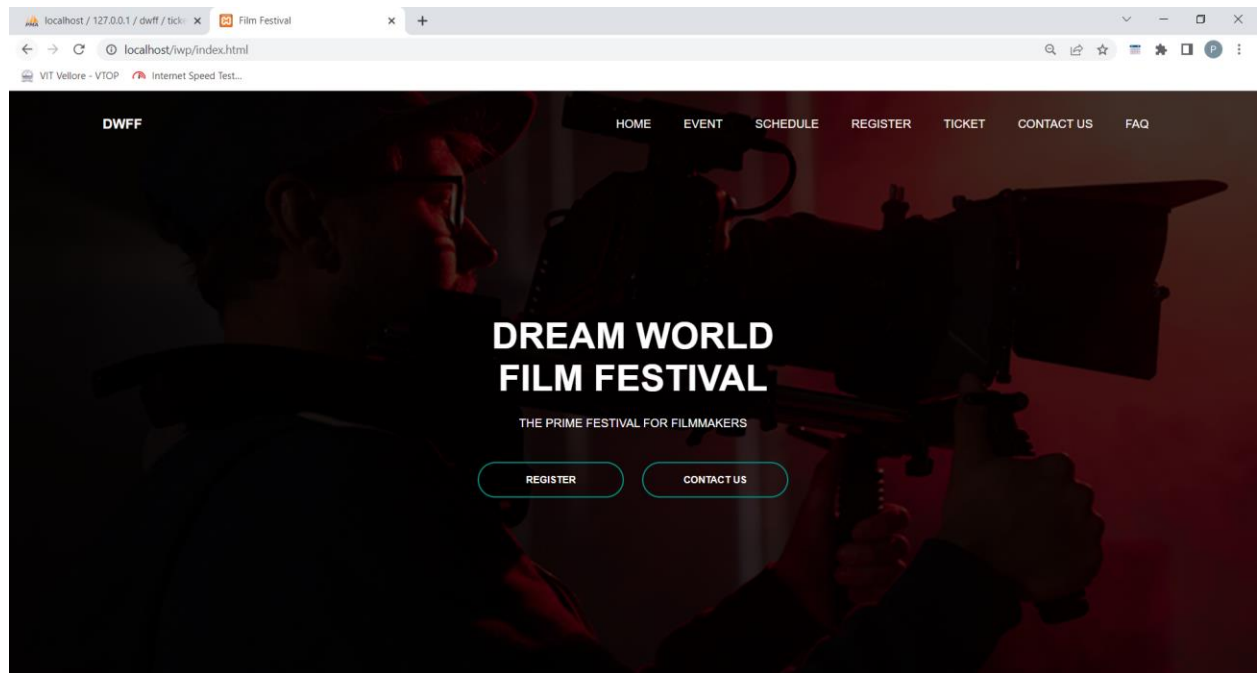 localhost / 127.0.0.1 / dwff / ticke
Film Festival
localhost/iwp/index.html
P
VIT Vellore - VTOP Internet Speed Test...
DWFF HOME EVENT SCHEDULE REGISTER TICKET CONTACT US FAQ
DREAM WORLD
FILM FESTIVAL
THE PRIME FESTIVAL FOR FILMMAKERS
REGISTER CONTACT US